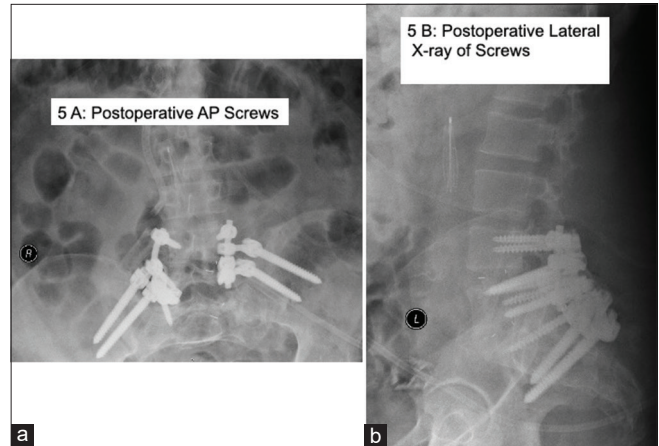 5 A: Postoperative AP Screws
R
a
5 B: Postoperative Lateral
X-ray of Screws
L
b